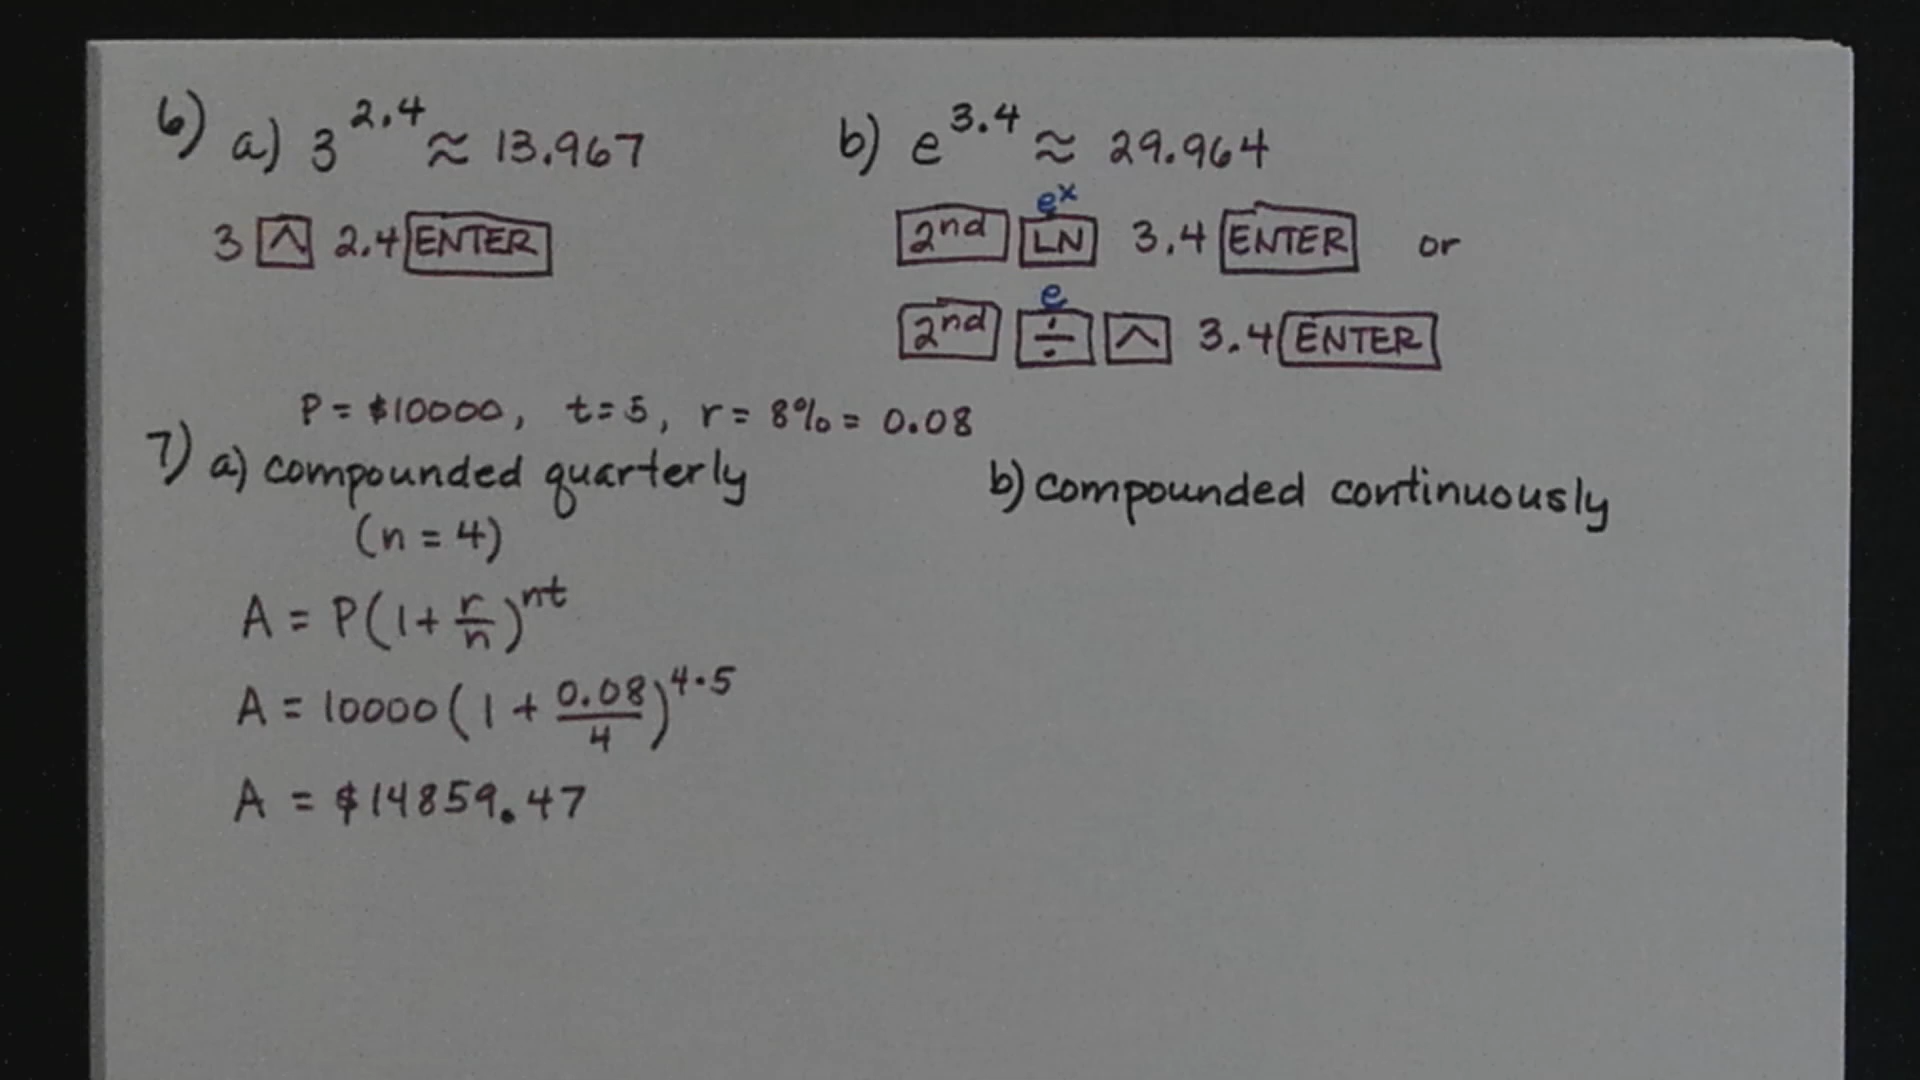 6) a) 3^2.4 ≈ 13.967
3 ^ 2.4 ENTER
b) e^3.4 ≈ 29.964
e^x
2nd LN 3.4 ENTER or
e
2nd ÷ ^ 3.4 ENTER
P = $10000, t = 5, r = 8% = 0.08
7) a) compounded quarterly
(n = 4)
A = P(1 + r/n)^nt
A = 10000(1 + 0.08/4)^4·5
A = $14859.47
b) compounded continuously